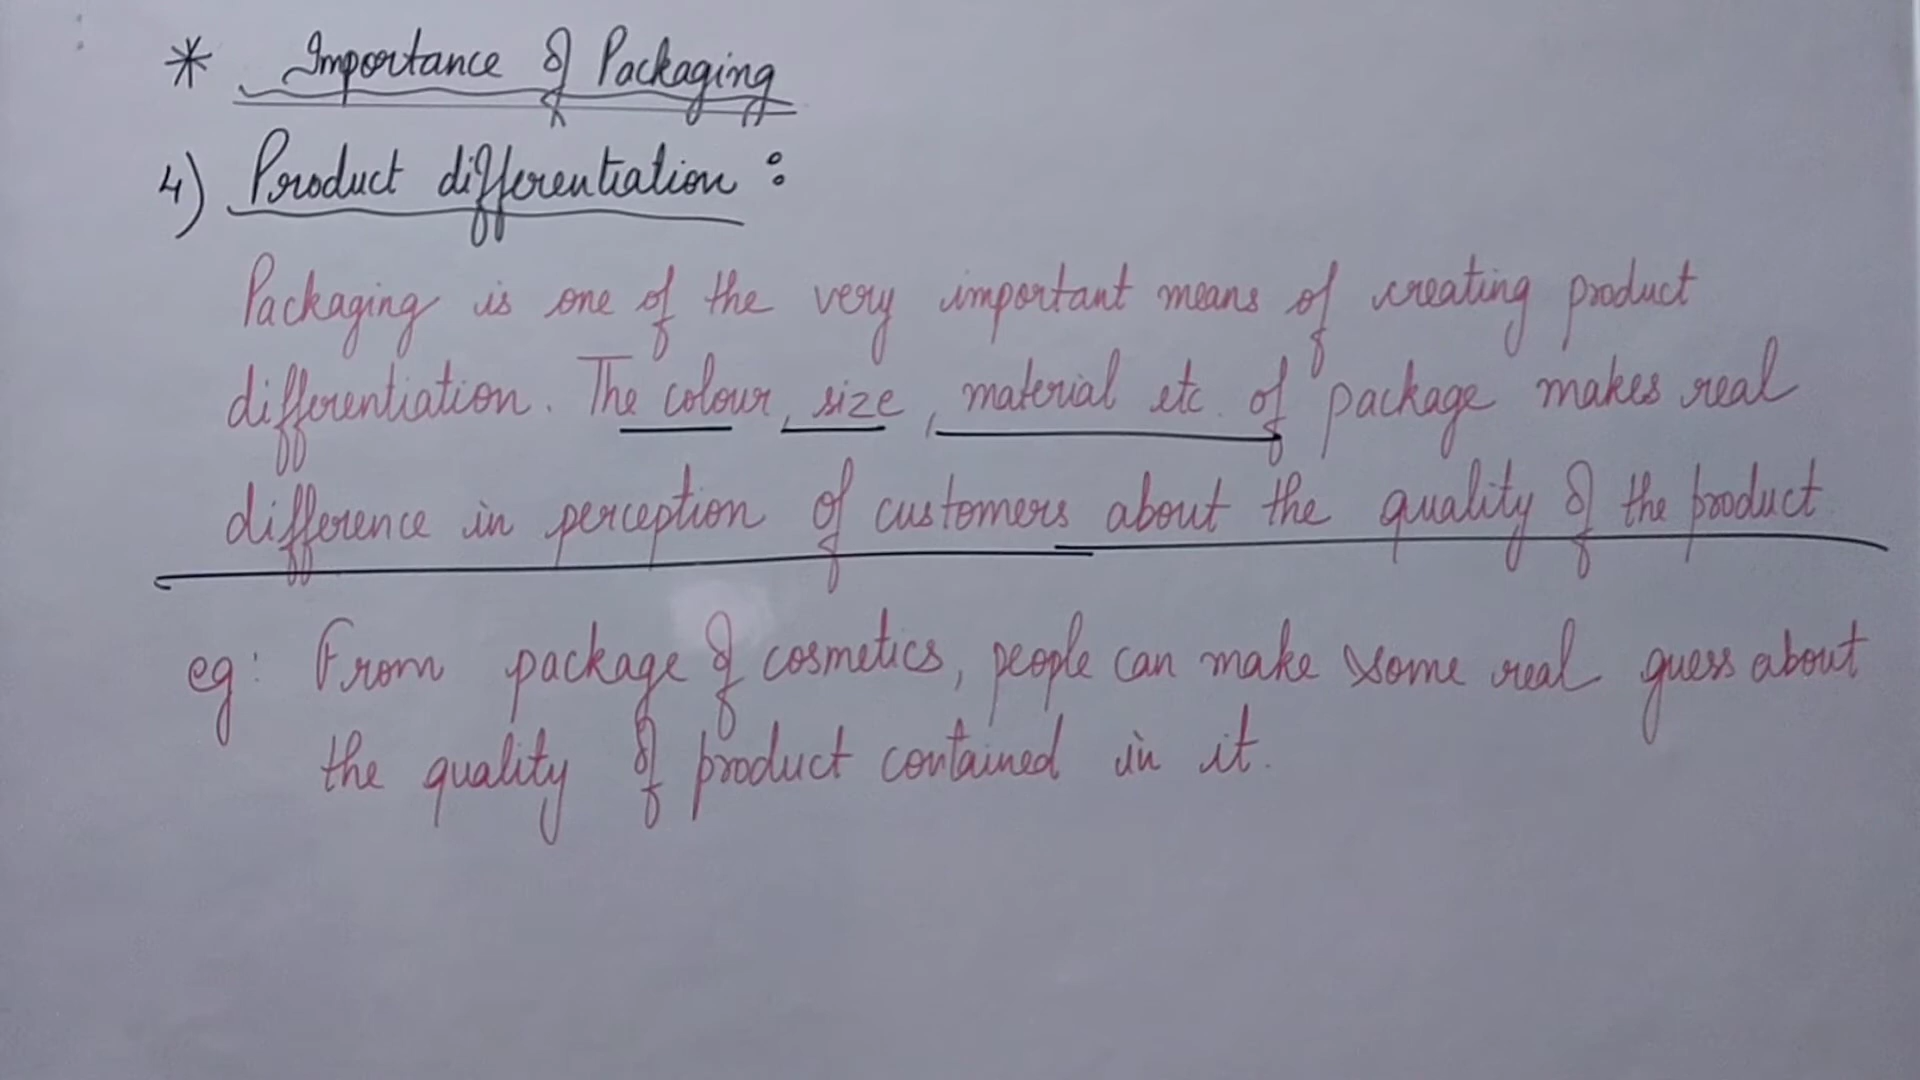 * Importance of Packaging
4) Product differentiation :
Packaging is one of the very important means of creating product
differentiation. The colour, size, material etc. of package makes real
difference in perception of customers about the quality of the product
eg: From package of cosmetics, people can make some real guess about
the quality of product contained in it.